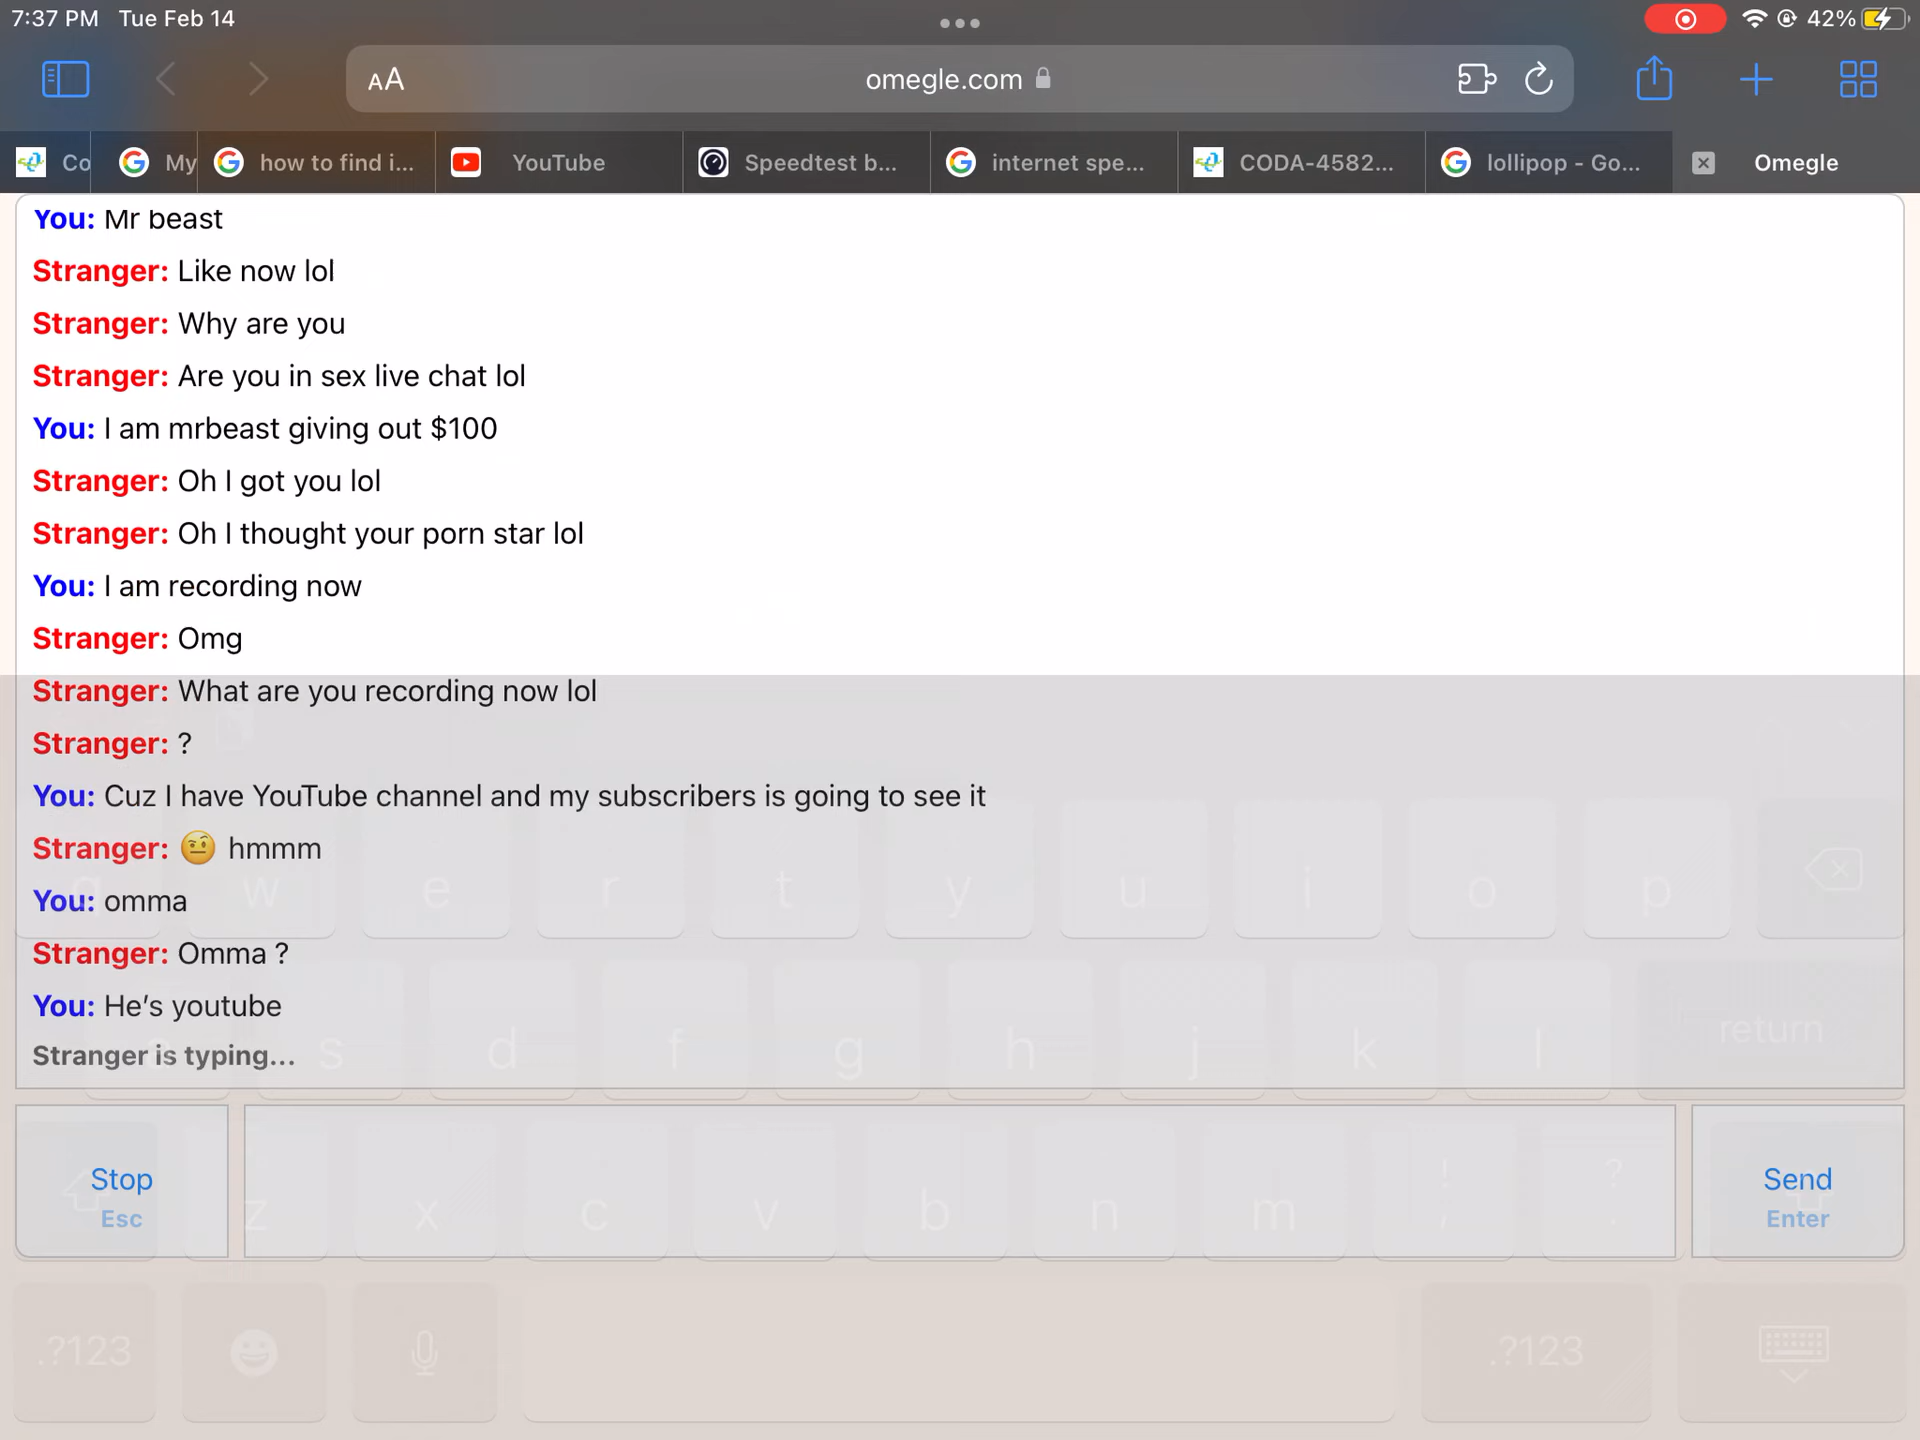 7:37 PM Tue Feb 14
42%
AA
omegle.com
Co
My
how to find i...
YouTube
Speedtest b...
internet spe...
CODA-4582...
lollipop - Go...
Omegle
You: Mr beast
Stranger: Like now lol
Stranger: Why are you
Stranger: Are you in sex live chat lol
You: I am mrbeast giving out $100
Stranger: Oh I got you lol
Stranger: Oh I thought your porn star lol
You: I am recording now
Stranger: Omg
Stranger: What are you recording now lol
Stranger: ?
You: Cuz I have YouTube channel and my subscribers is going to see it
Stranger: 🤨 hmmm
q w e r t y u i o p
You: omma
Stranger: Omma ?
You: He's youtube
a s d f g h j k l return
Stranger is typing...
Stop
Esc
Send
Enter
z x c v b n m ! , ? .
.?123
.?123